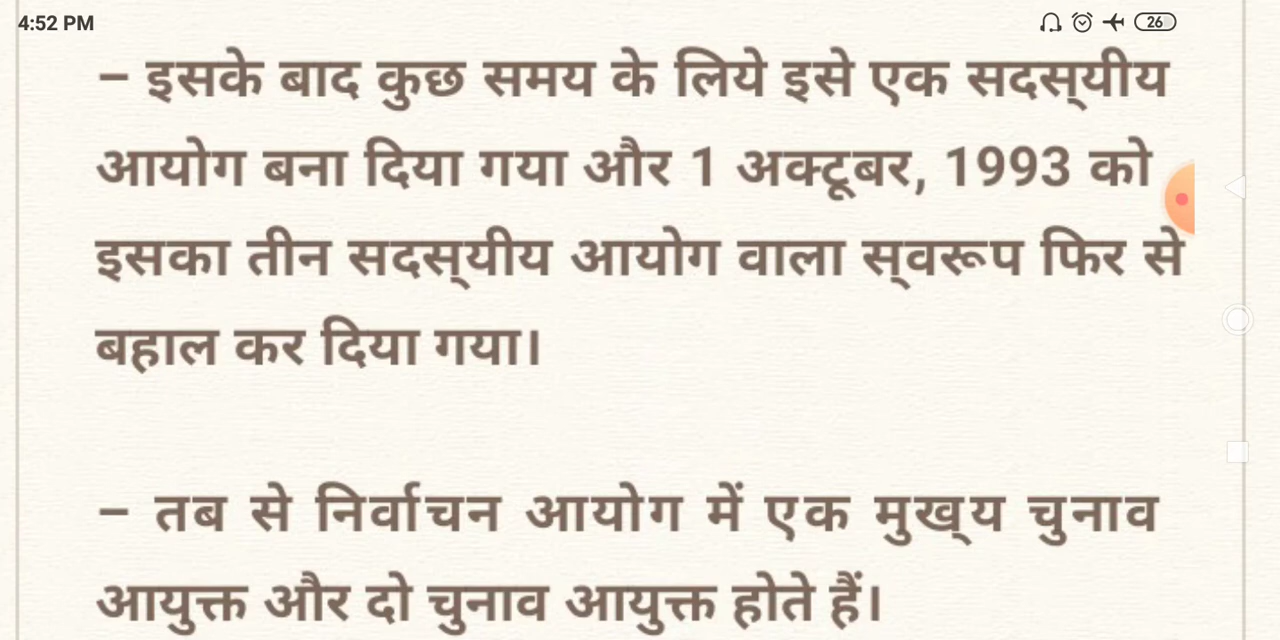 4:52 PM 26
– इसके बाद कुछ समय के लिये इसे एक सदस्‌यीय
आयोग बना दिया गया और 1 अक्टूबर, 1993 को
इसका तीन सदस्‌यीय आयोग वाला स्‌वरूप फिर से
बहाल कर दिया गया।
– तब से निर्वाचन आयोग में एक मुख्‌य चुनाव
आयुक्त और दो चुनाव आयुक्त होते हैं।